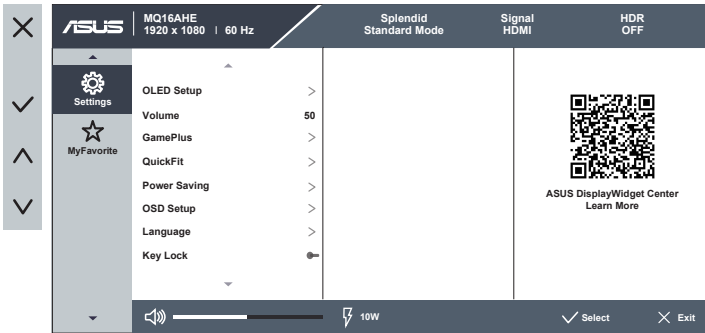 ASUS
MQ16AHE
1920 x 1080 | 60 Hz
Splendid
Standard Mode
Signal
HDMI
HDR
OFF
Settings
MyFavorite
OLED Setup
Volume 50
GamePlus
QuickFit
Power Saving
OSD Setup
Language
Key Lock
ASUS DisplayWidget Center
Learn More
10W
Select
Exit